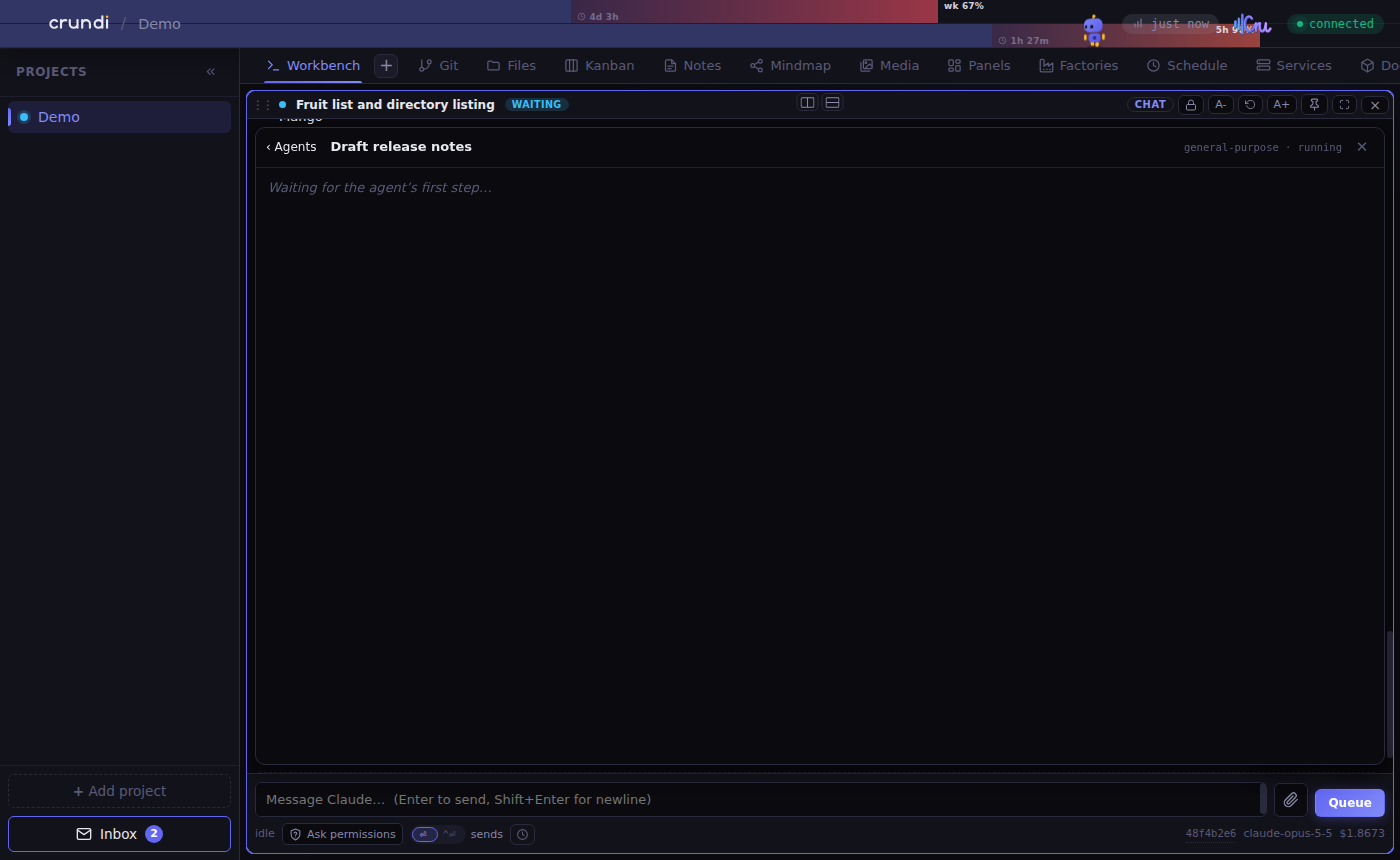 crundi / Demo
4d 3h
wk 67%
1h 27m
just now
connected
PROJECTS
Demo
+ Add project
Inbox 2
Workbench
+
Git
Files
Kanban
Notes
Mindmap
Media
Panels
Factories
Schedule
Services
Do
Fruit list and directory listing
WAITING
CHAT
A-
A+
‹ Agents
Draft release notes
general-purpose · running
Waiting for the agent’s first step…
Message Claude… (Enter to send, Shift+Enter for newline)
Queue
idle
Ask permissions
sends
48f4b2e6
claude-opus-5-5
$1.8673